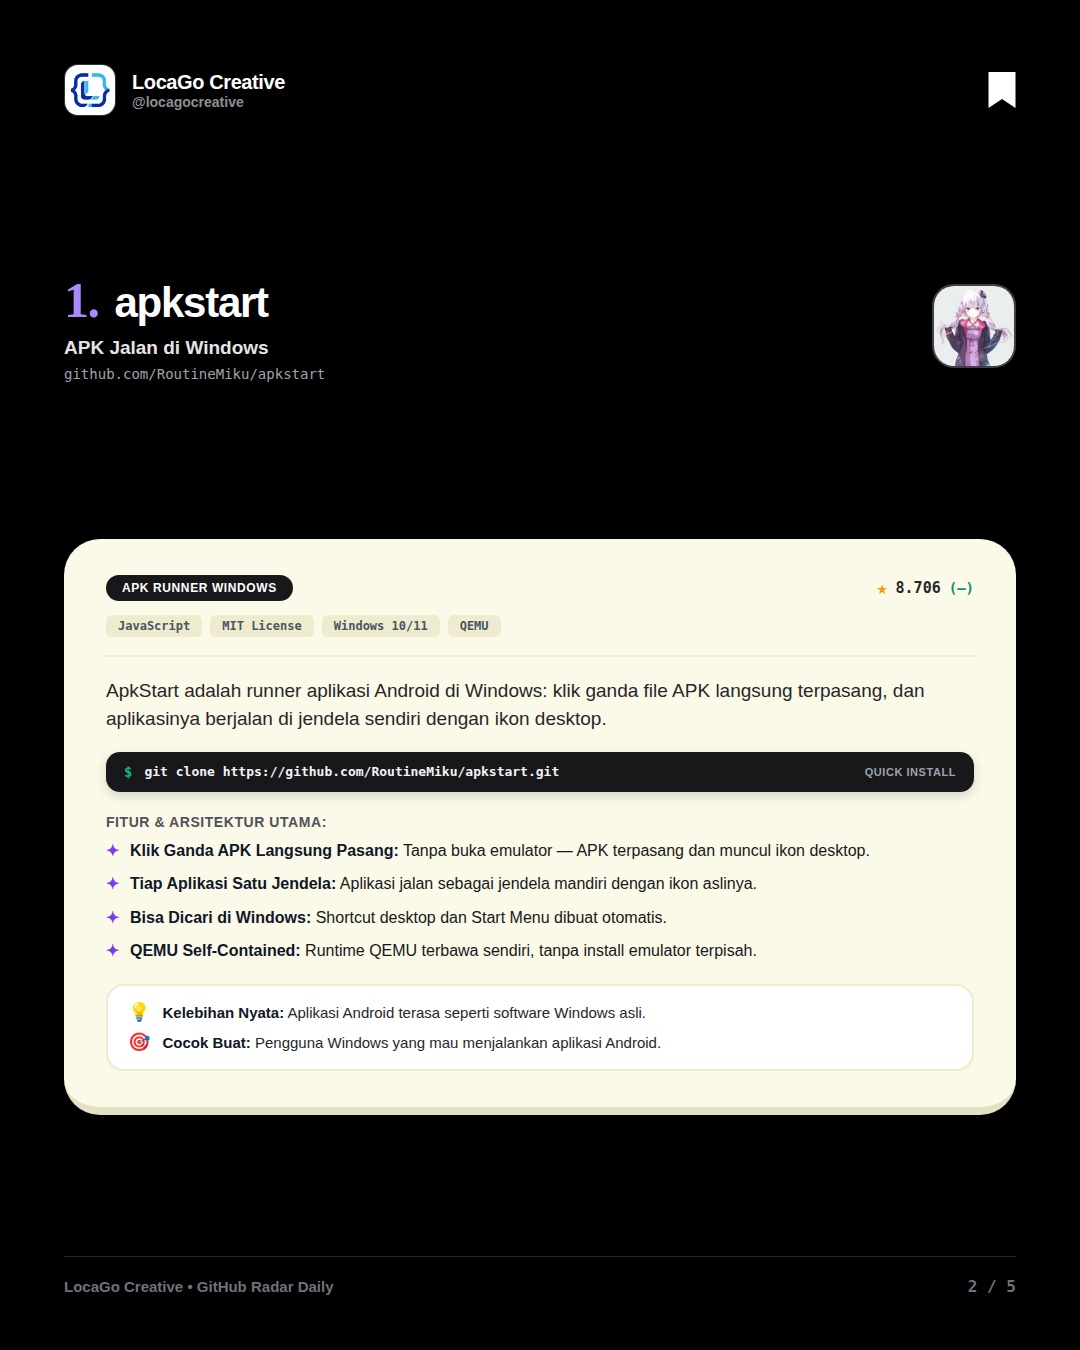 LocaGo Creative
@locagocreative
1. apkstart
APK Jalan di Windows
github.com/RoutineMiku/apkstart
APK RUNNER WINDOWS
★ 8.706 (—)
JavaScript MIT License Windows 10/11 QEMU
ApkStart adalah runner aplikasi Android di Windows: klik ganda file APK langsung terpasang, dan
aplikasinya berjalan di jendela sendiri dengan ikon desktop.
$ git clone https://github.com/RoutineMiku/apkstart.git
QUICK INSTALL
FITUR & ARSITEKTUR UTAMA:
✦ Klik Ganda APK Langsung Pasang: Tanpa buka emulator — APK terpasang dan muncul ikon desktop.
✦ Tiap Aplikasi Satu Jendela: Aplikasi jalan sebagai jendela mandiri dengan ikon aslinya.
✦ Bisa Dicari di Windows: Shortcut desktop dan Start Menu dibuat otomatis.
✦ QEMU Self-Contained: Runtime QEMU terbawa sendiri, tanpa install emulator terpisah.
💡 Kelebihan Nyata: Aplikasi Android terasa seperti software Windows asli.
🎯 Cocok Buat: Pengguna Windows yang mau menjalankan aplikasi Android.
LocaGo Creative • GitHub Radar Daily
2 / 5